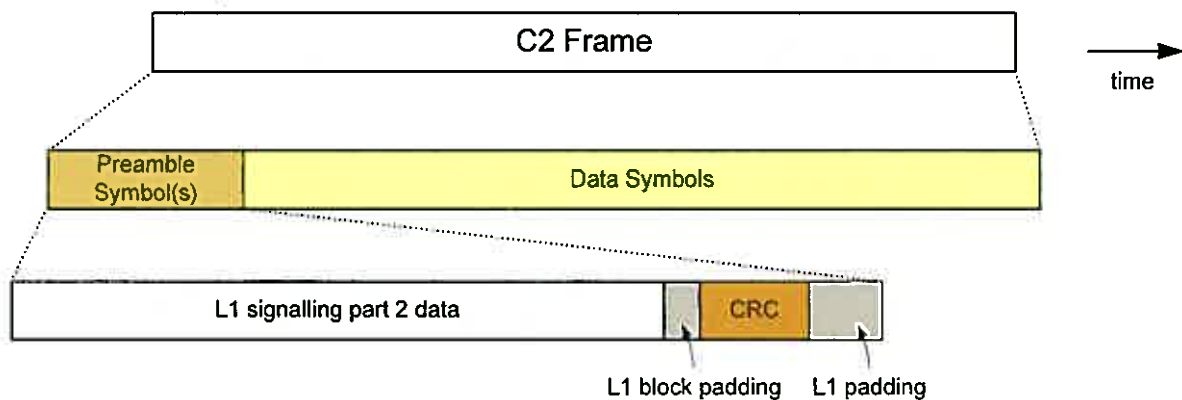 C2 Frame
time
Preamble
Symbol(s)
Data Symbols
L1 signalling part 2 data
CRC
L1 block padding
L1 padding